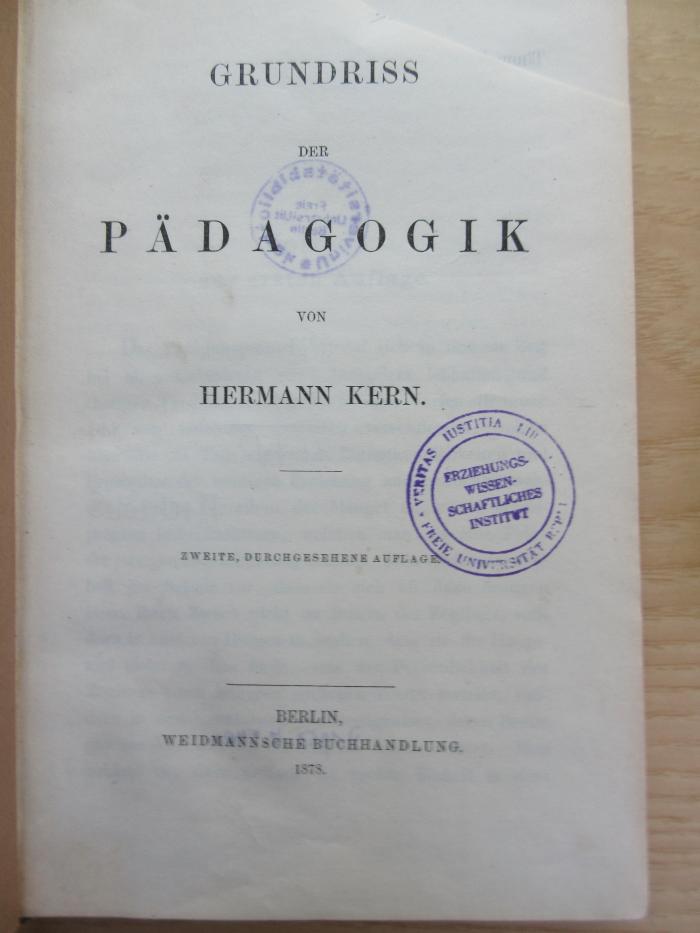 GRUNDRISS
DER
PÄDAGOGIK
VON
HERMANN KERN.
VERITAS IUSTITIA
ERZIEHUNGS-
WISSEN-
SCHAFTLICHES
INSTITUT
FREIE UNIVERSITÄT
ZWEITE, DURCHGESEHENE AUFLAGE.
BERLIN,
WEIDMANNSCHE BUCHHANDLUNG.
1878.